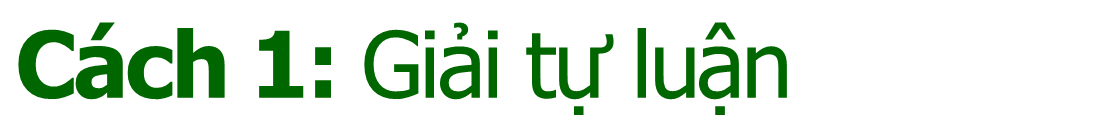 Cách 1: Giải tự luận